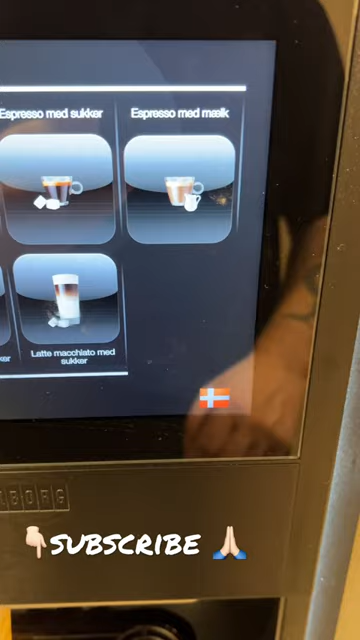 Espresso med sukker
Espresso med mælk
Latte macchiato med
sukker
SUBSCRIBE